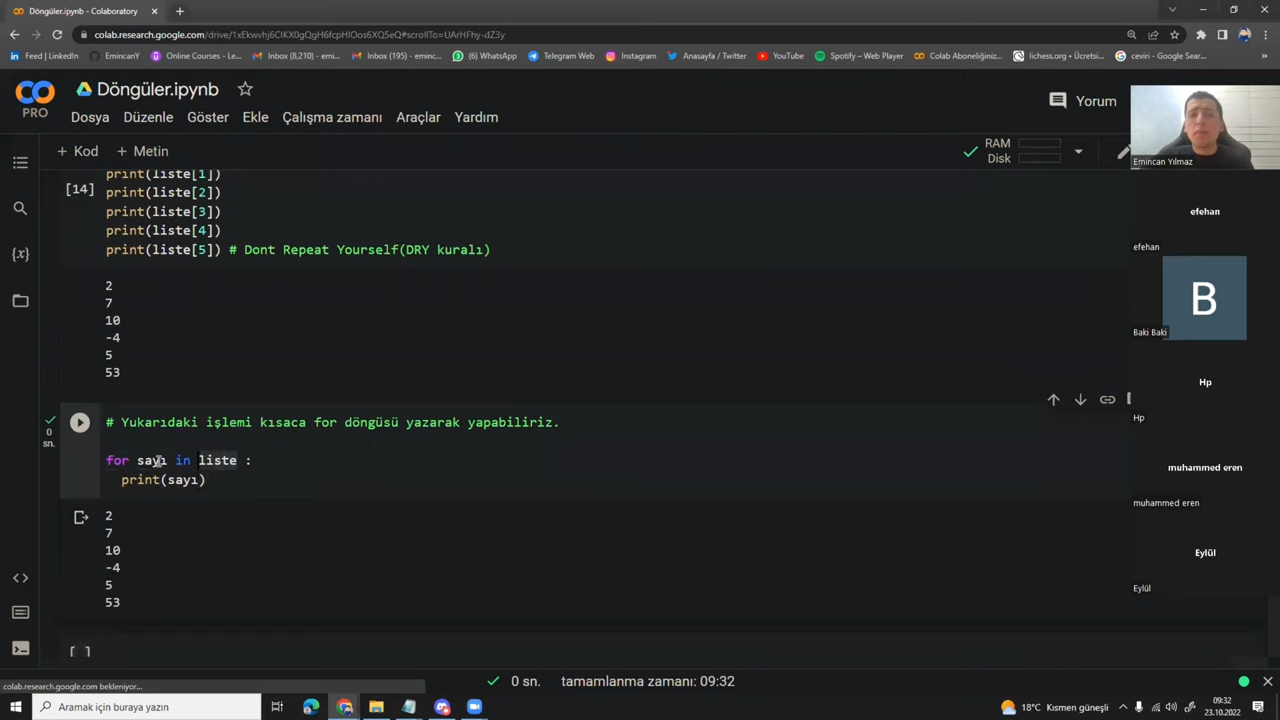 Döngüler.ipynb - Colaboratory
colab.research.google.com/drive/1xEkwvhj6ClKX0gQgH6fcpHlOos6XQ5eQ#scrollTo=UArHFhy-dZ3y
Feed | LinkedIn
EmincanY
Online Courses - Le...
Inbox (8,210) - emi...
Inbox (195) - eminc...
(5) WhatsApp
Telegram Web
Instagram
Anasayfa / Twitter
YouTube
Spotify – Web Player
Colab Aboneliğiniz...
lichess.org • Ücretsi...
ceviri - Google Sear...
PRO
Döngüler.ipynb
Yorum
Dosya Düzenle Göster Ekle Çalışma zamanı Araçlar Yardım
+ Kod + Metin
RAM
Disk
print(liste[1])
[14]
print(liste[2])
print(liste[3])
print(liste[4])
print(liste[5]) # Dont Repeat Yourself(DRY kuralı)
2
7
10
-4
5
53
0
sn.
# Yukarıdaki işlemi kısaca for döngüsü yazarak yapabiliriz.
for sayı in liste :
print(sayı)
2
7
10
-4
5
53
[ ]
Emincan Yılmaz
efehan
efehan
B
Baki Baki
Hp
Hp
muhammed eren
muhammed eren
Eylül
Eylül
colab.research.google.com bekleniyor...
0 sn. tamamlanma zamanı: 09:32
Aramak için buraya yazın
18°C Kısmen güneşli
09:32
23.10.2022